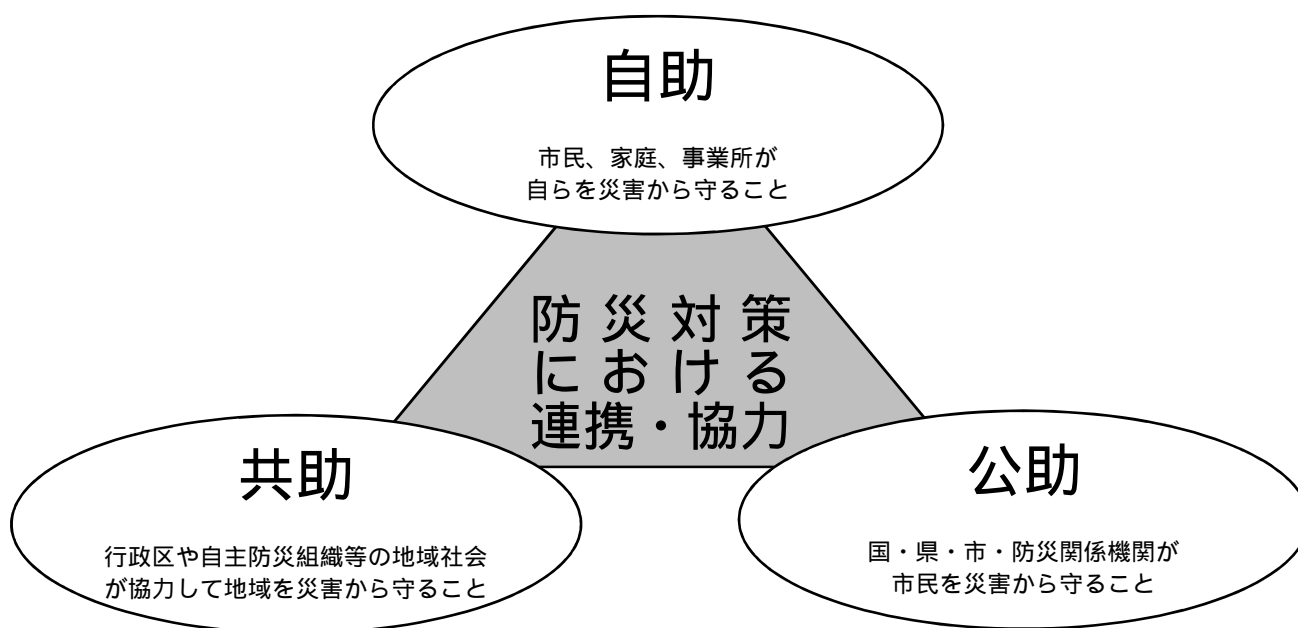 自助
市民、家庭、事業所が
自らを災害から守ること
防災対策
における
連携・協力
共助
行政区や自主防災組織等の地域社会
が協力して地域を災害から守ること
公助
国・県・市・防災関係機関が
市民を災害から守ること